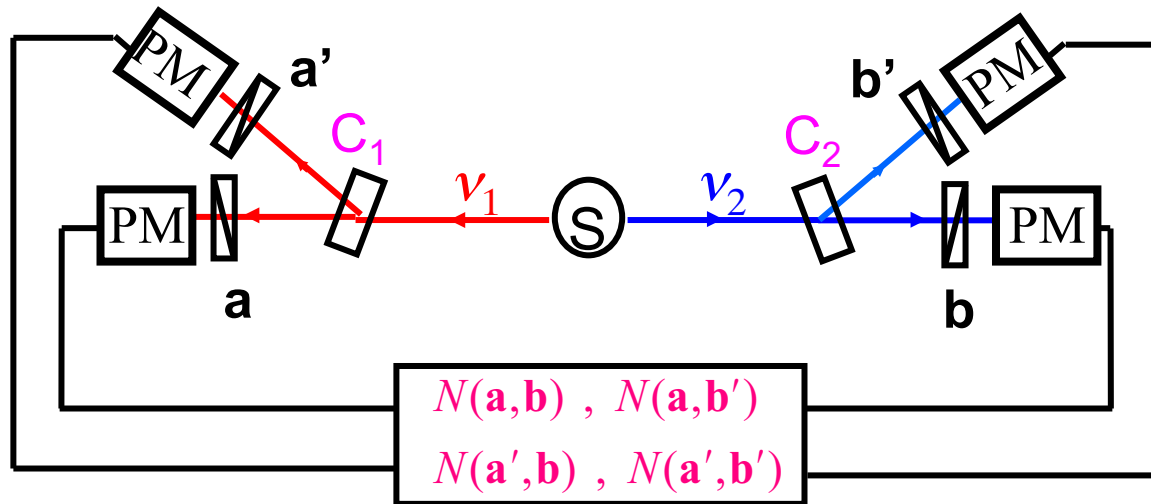 PM
a’
b’
PM
C₁
C₂
ν₁
S
ν₂
PM
PM
a
b
N(a,b) , N(a,b′)
N(a′,b) , N(a′,b′)